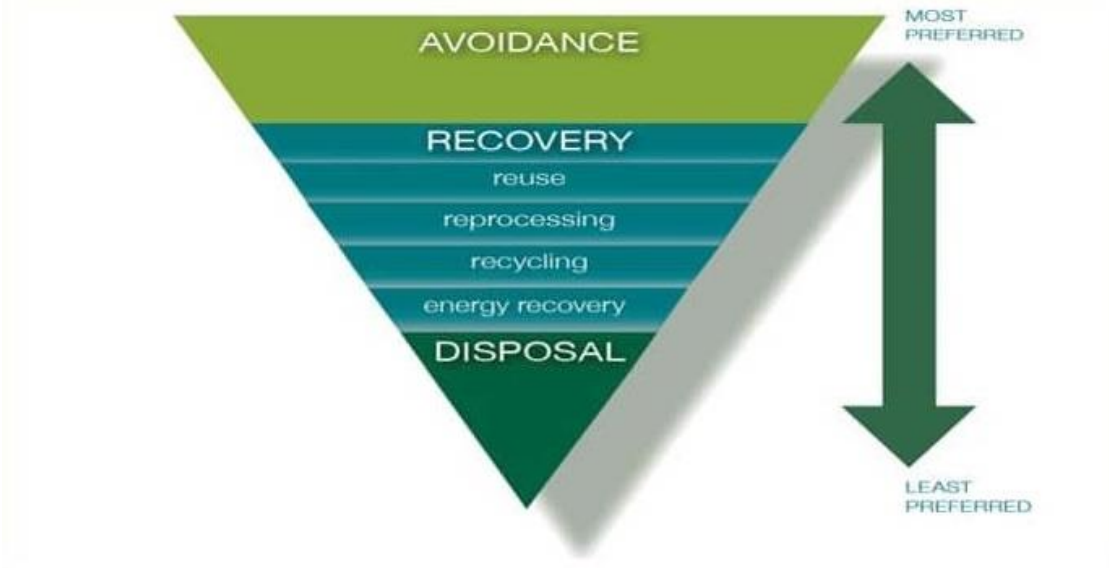 AVOIDANCE
MOST
PREFERRED
RECOVERY
reuse
reprocessing
recycling
energy recovery
DISPOSAL
LEAST
PREFERRED